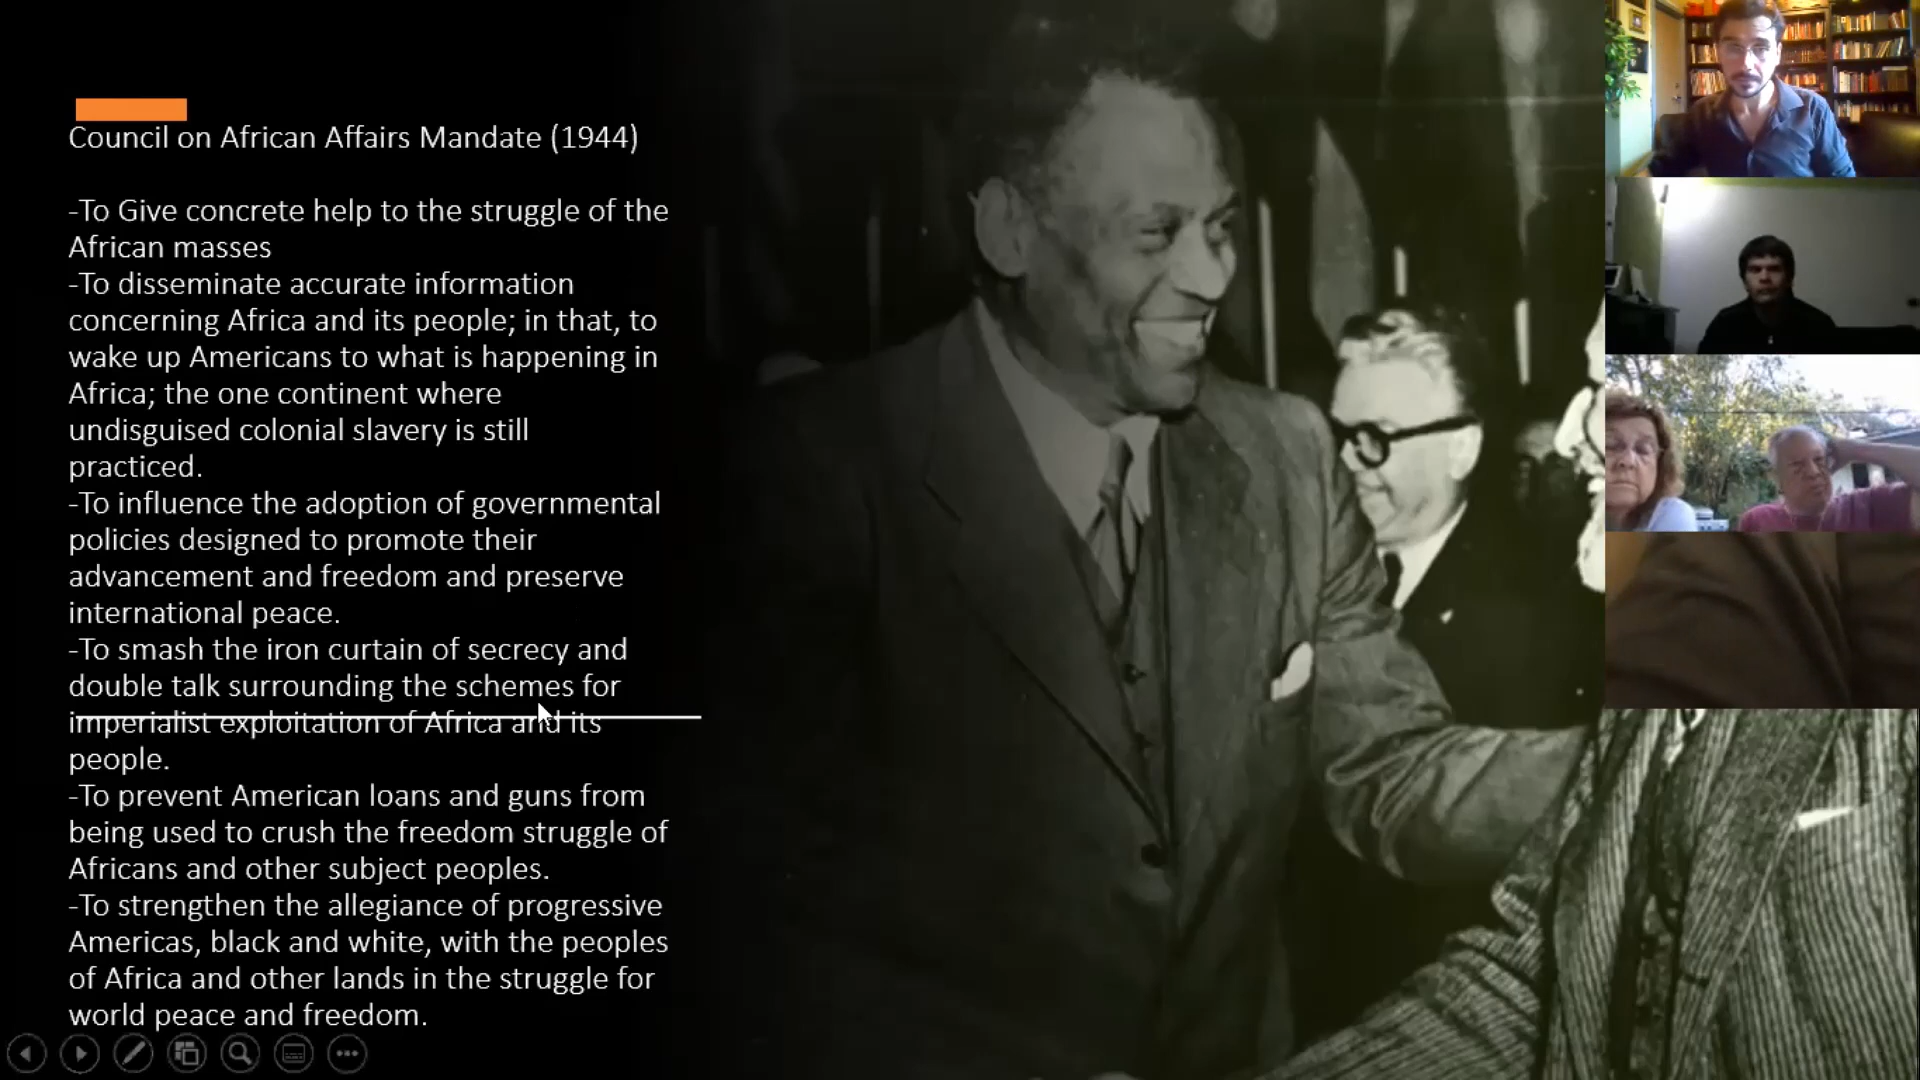 Council on African Affairs Mandate (1944)
-To Give concrete help to the struggle of the
African masses
-To disseminate accurate information
concerning Africa and its people; in that, to
wake up Americans to what is happening in
Africa; the one continent where
undisguised colonial slavery is still
practiced.
-To influence the adoption of governmental
policies designed to promote their
advancement and freedom and preserve
international peace.
-To smash the iron curtain of secrecy and
double talk surrounding the schemes for
imperialist exploitation of Africa and its
people.
-To prevent American loans and guns from
being used to crush the freedom struggle of
Africans and other subject peoples.
-To strengthen the allegiance of progressive
Americas, black and white, with the peoples
of Africa and other lands in the struggle for
world peace and freedom.